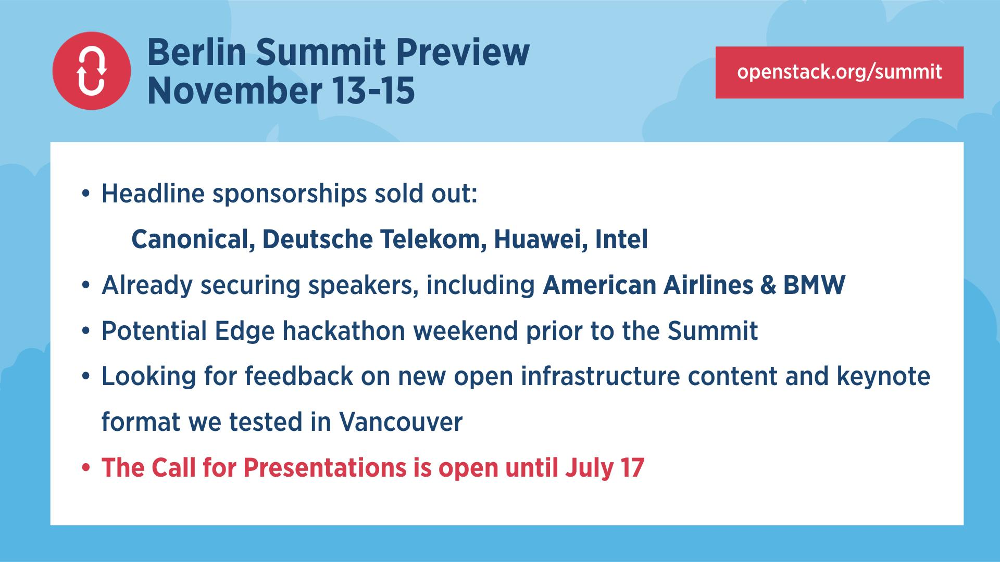 Berlin Summit Preview
November 13-15
openstack.org/summit
• Headline sponsorships sold out:
Canonical, Deutsche Telekom, Huawei, Intel
• Already securing speakers, including American Airlines & BMW
• Potential Edge hackathon weekend prior to the Summit
• Looking for feedback on new open infrastructure content and keynote
format we tested in Vancouver
• The Call for Presentations is open until July 17